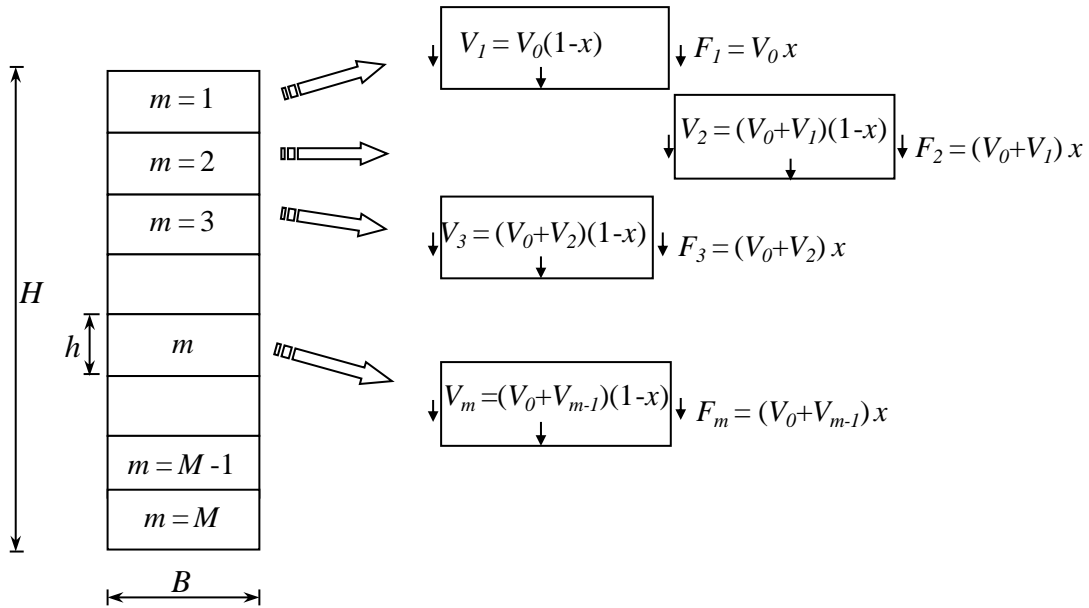 V₁ = V₀(1-x)
F₁ = V₀ x
m = 1
V₂ = (V₀+V₁)(1-x)
F₂ = (V₀+V₁) x
m = 2
m = 3
V₃ = (V₀+V₂)(1-x)
F₃ = (V₀+V₂) x
H
h
m
Vₘ =(V₀+Vₘ₋₁)(1-x)
Fₘ = (V₀+Vₘ₋₁)x
m = M -1
m = M
B